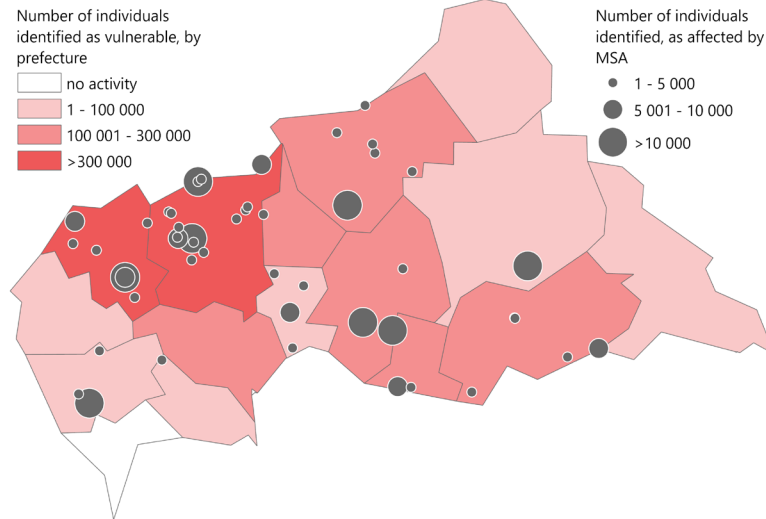 Number of individuals
identified as vulnerable, by
prefecture
no activity
1 - 100 000
100 001 - 300 000
>300 000
Number of individuals
identified, as affected by
MSA
1 - 5 000
5 001 - 10 000
>10 000